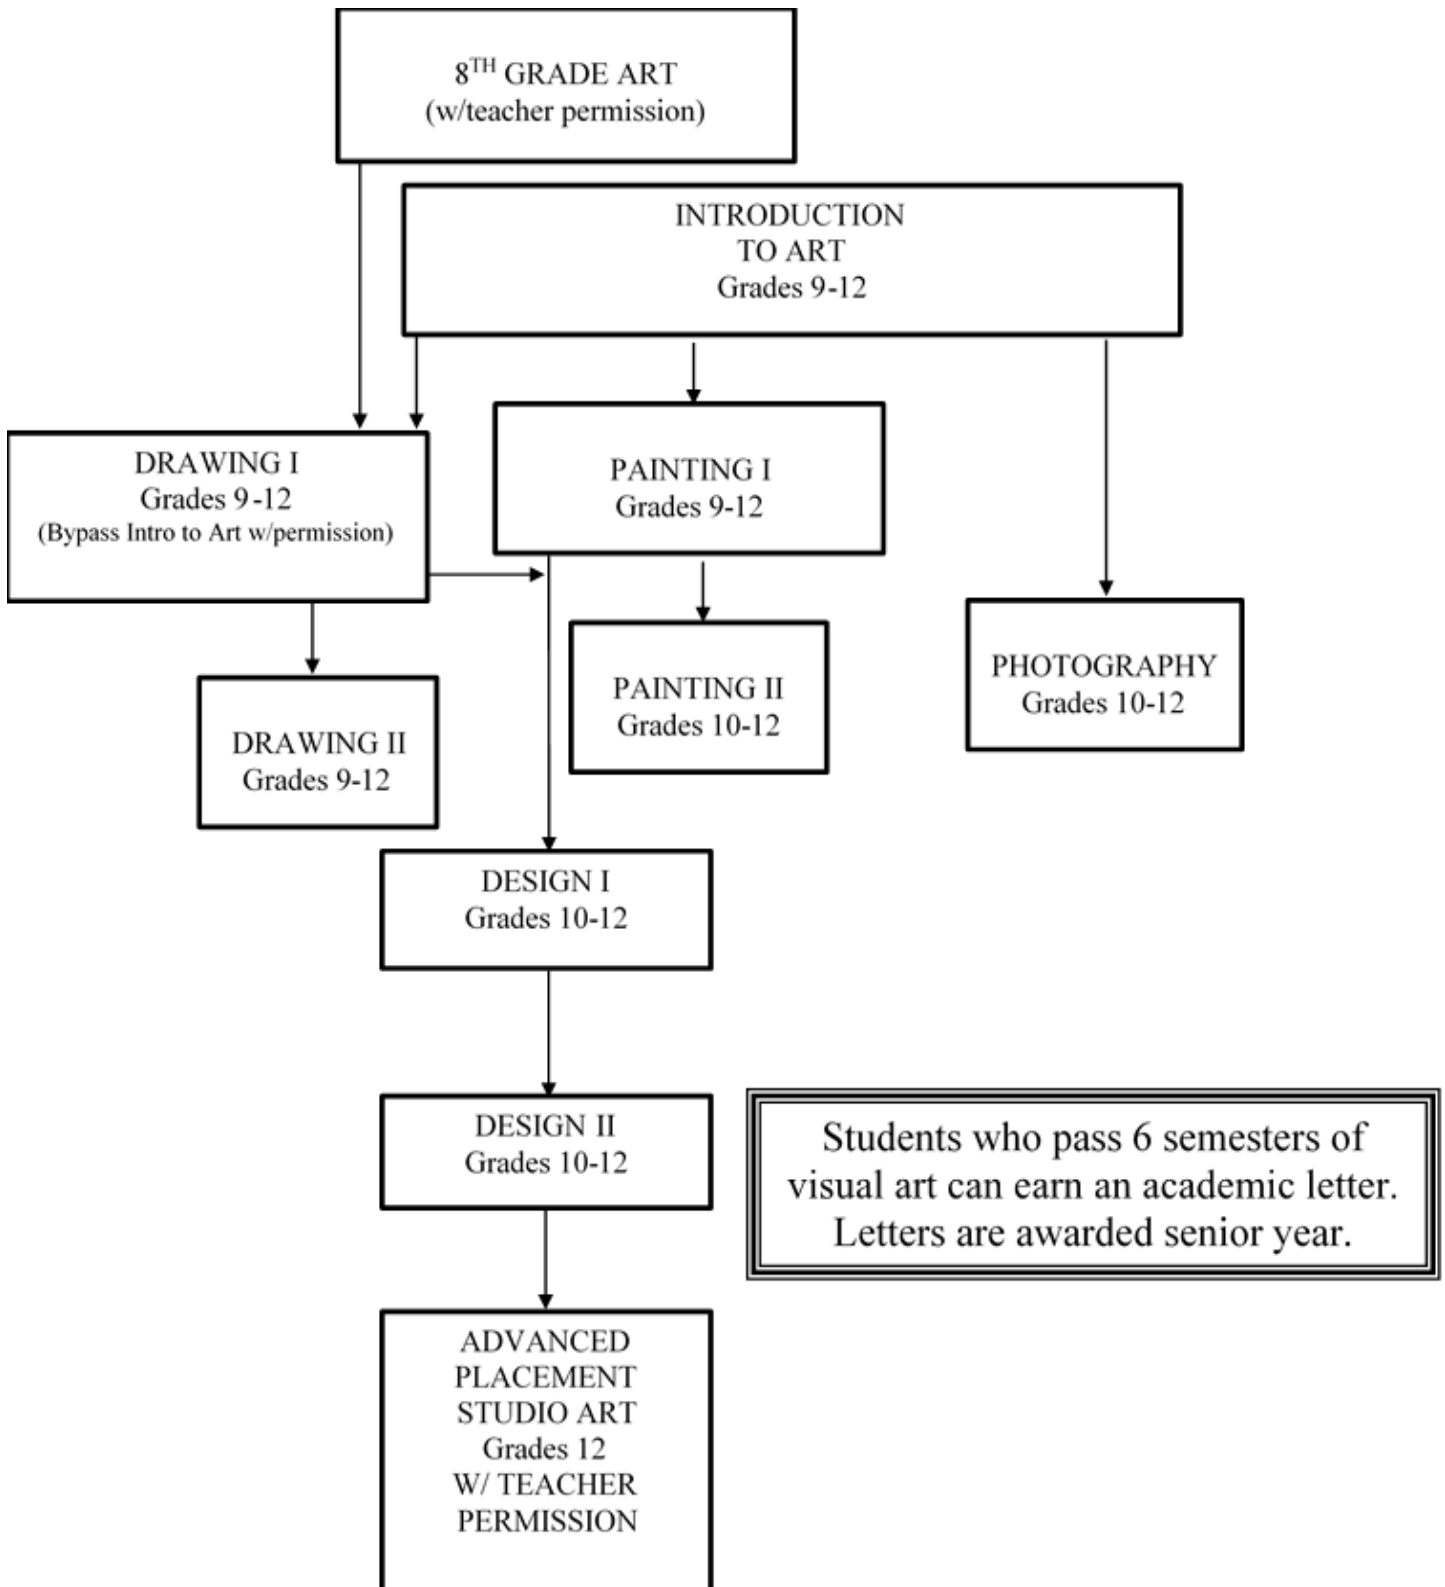 8TH GRADE ART
(w/teacher permission)
INTRODUCTION
TO ART
Grades 9-12
DRAWING I
Grades 9-12
(Bypass Intro to Art w/permission)
PAINTING I
Grades 9-12
DRAWING II
Grades 9-12
PAINTING II
Grades 10-12
PHOTOGRAPHY
Grades 10-12
DESIGN I
Grades 10-12
DESIGN II
Grades 10-12
Students who pass 6 semesters of
visual art can earn an academic letter.
Letters are awarded senior year.
ADVANCED
PLACEMENT
STUDIO ART
Grades 12
W/ TEACHER
PERMISSION